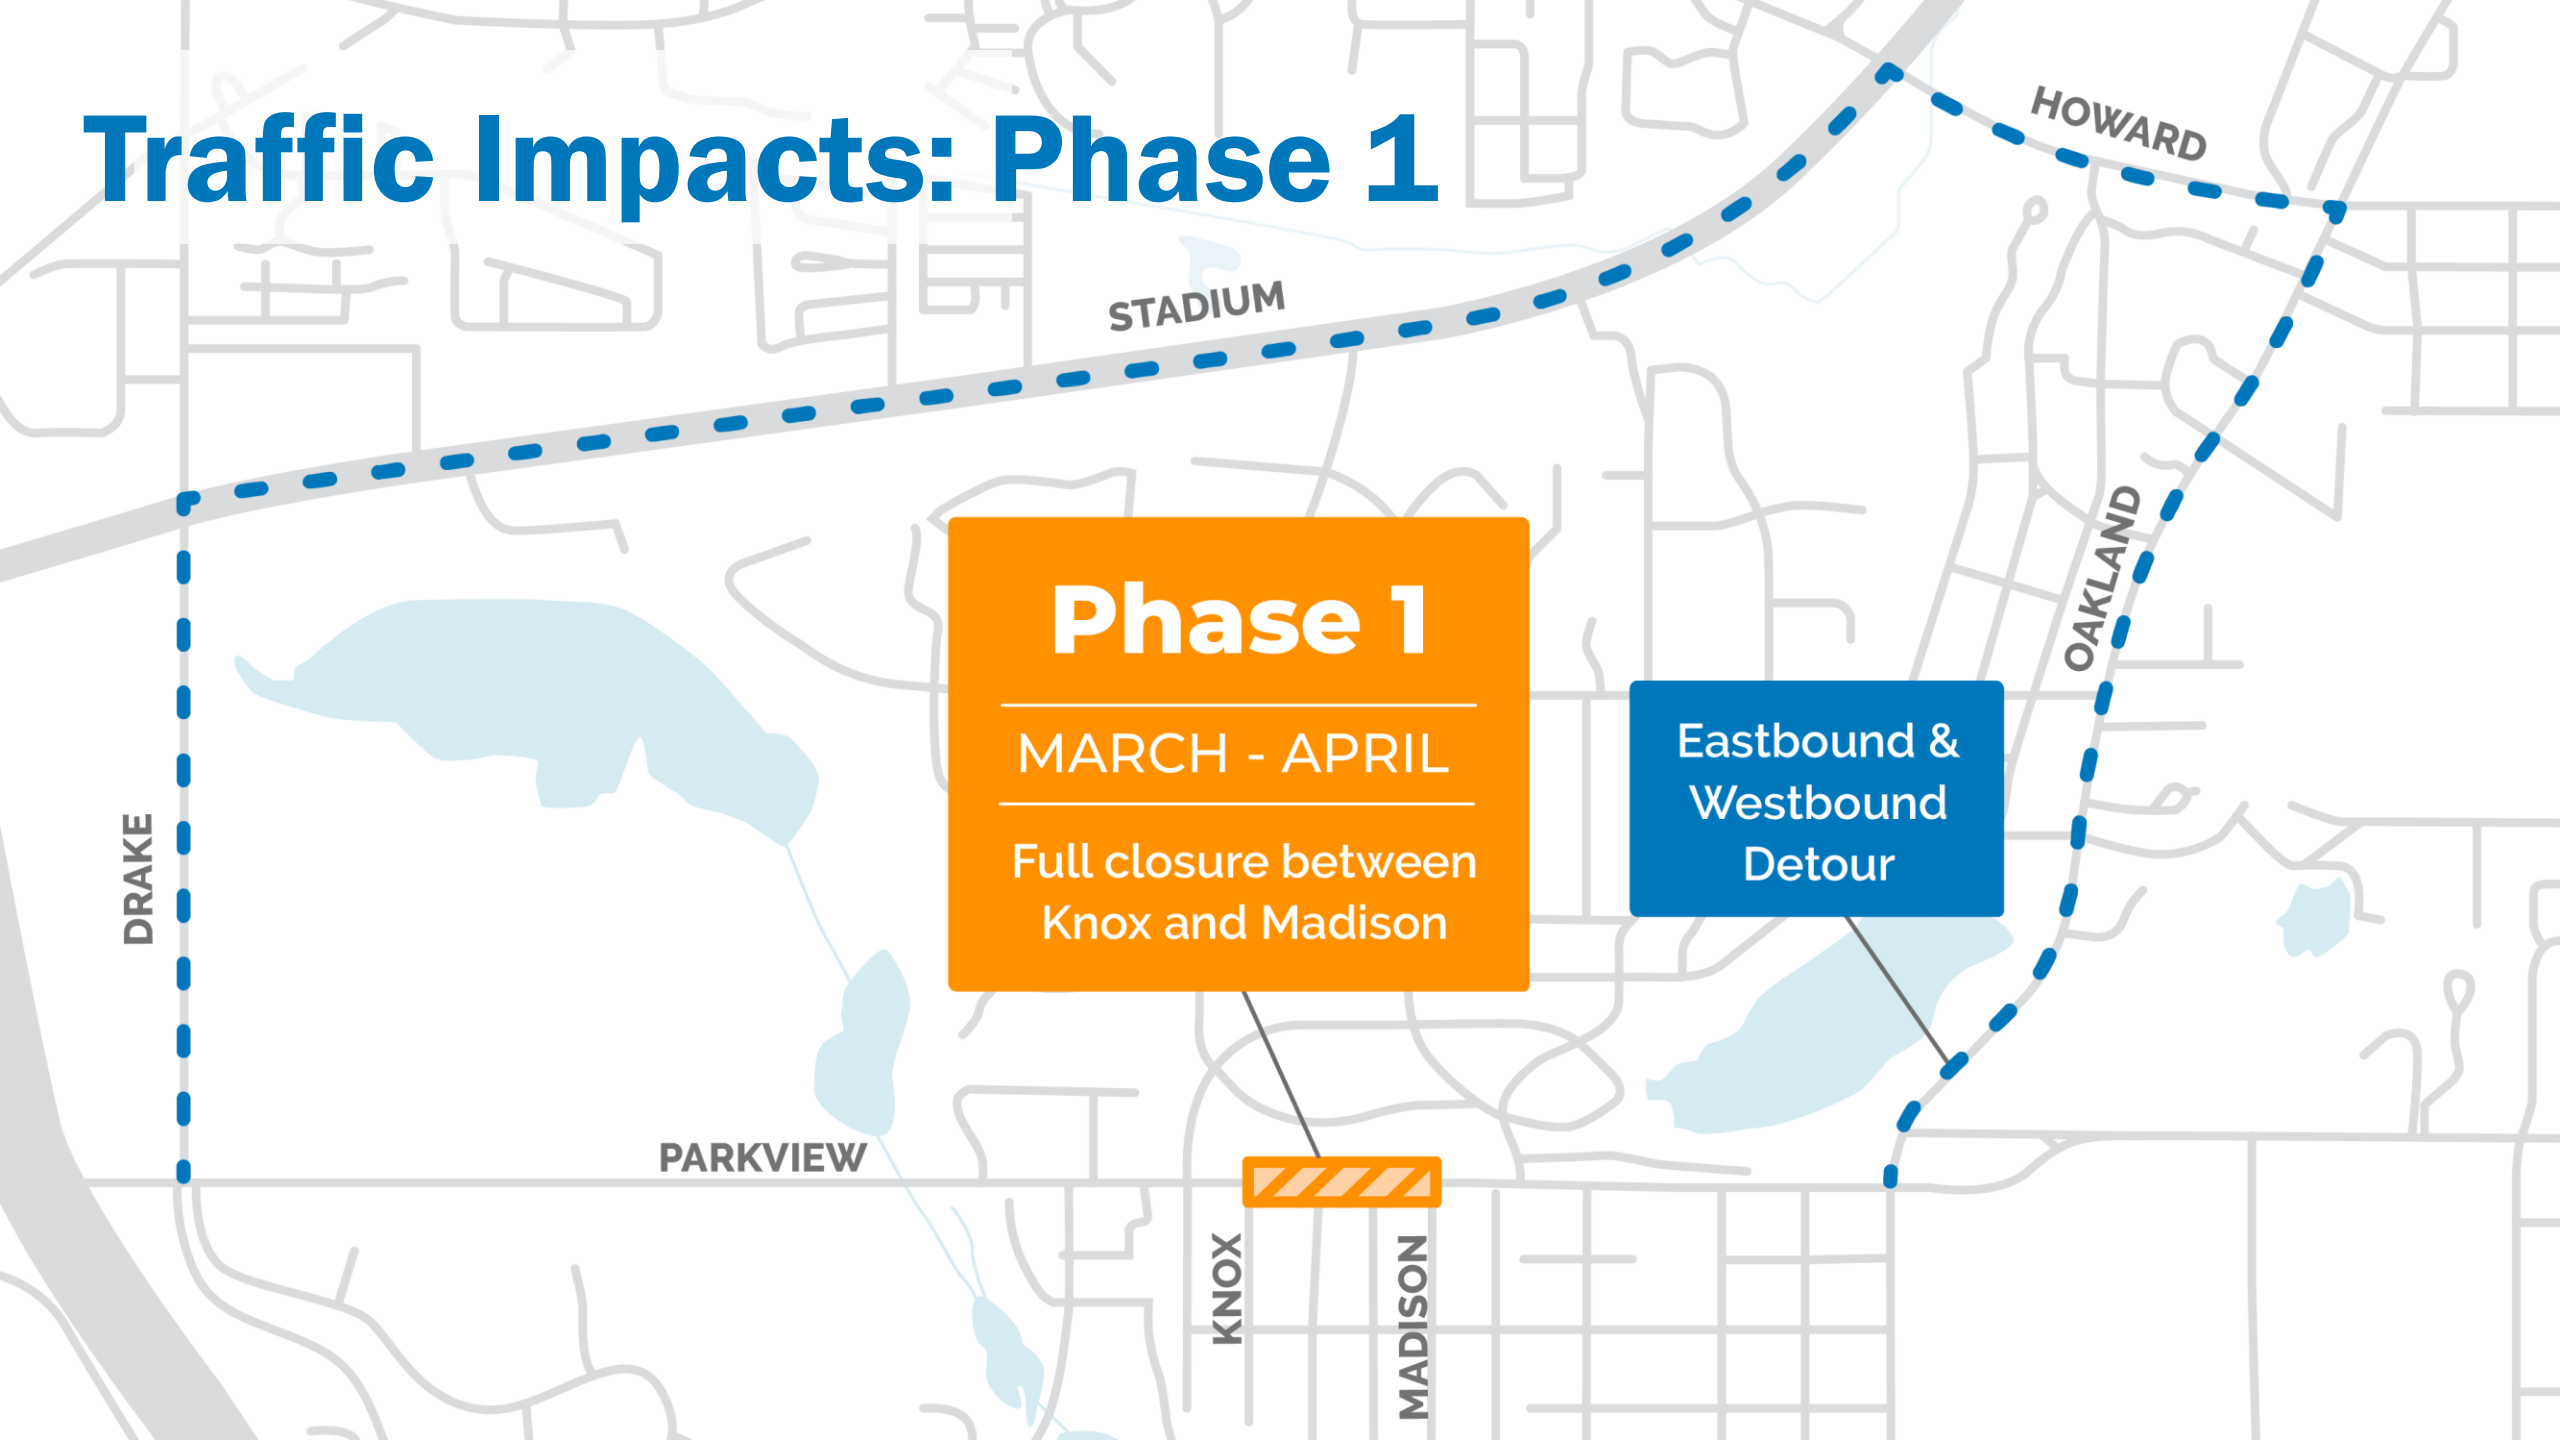 Traffic Impacts: Phase 1
HOWARD
STADIUM
OAKLAND
Phase 1
MARCH - APRIL
Full closure between
Knox and Madison
Eastbound &
Westbound
Detour
DRAKE
PARKVIEW
KNOX
MADISON